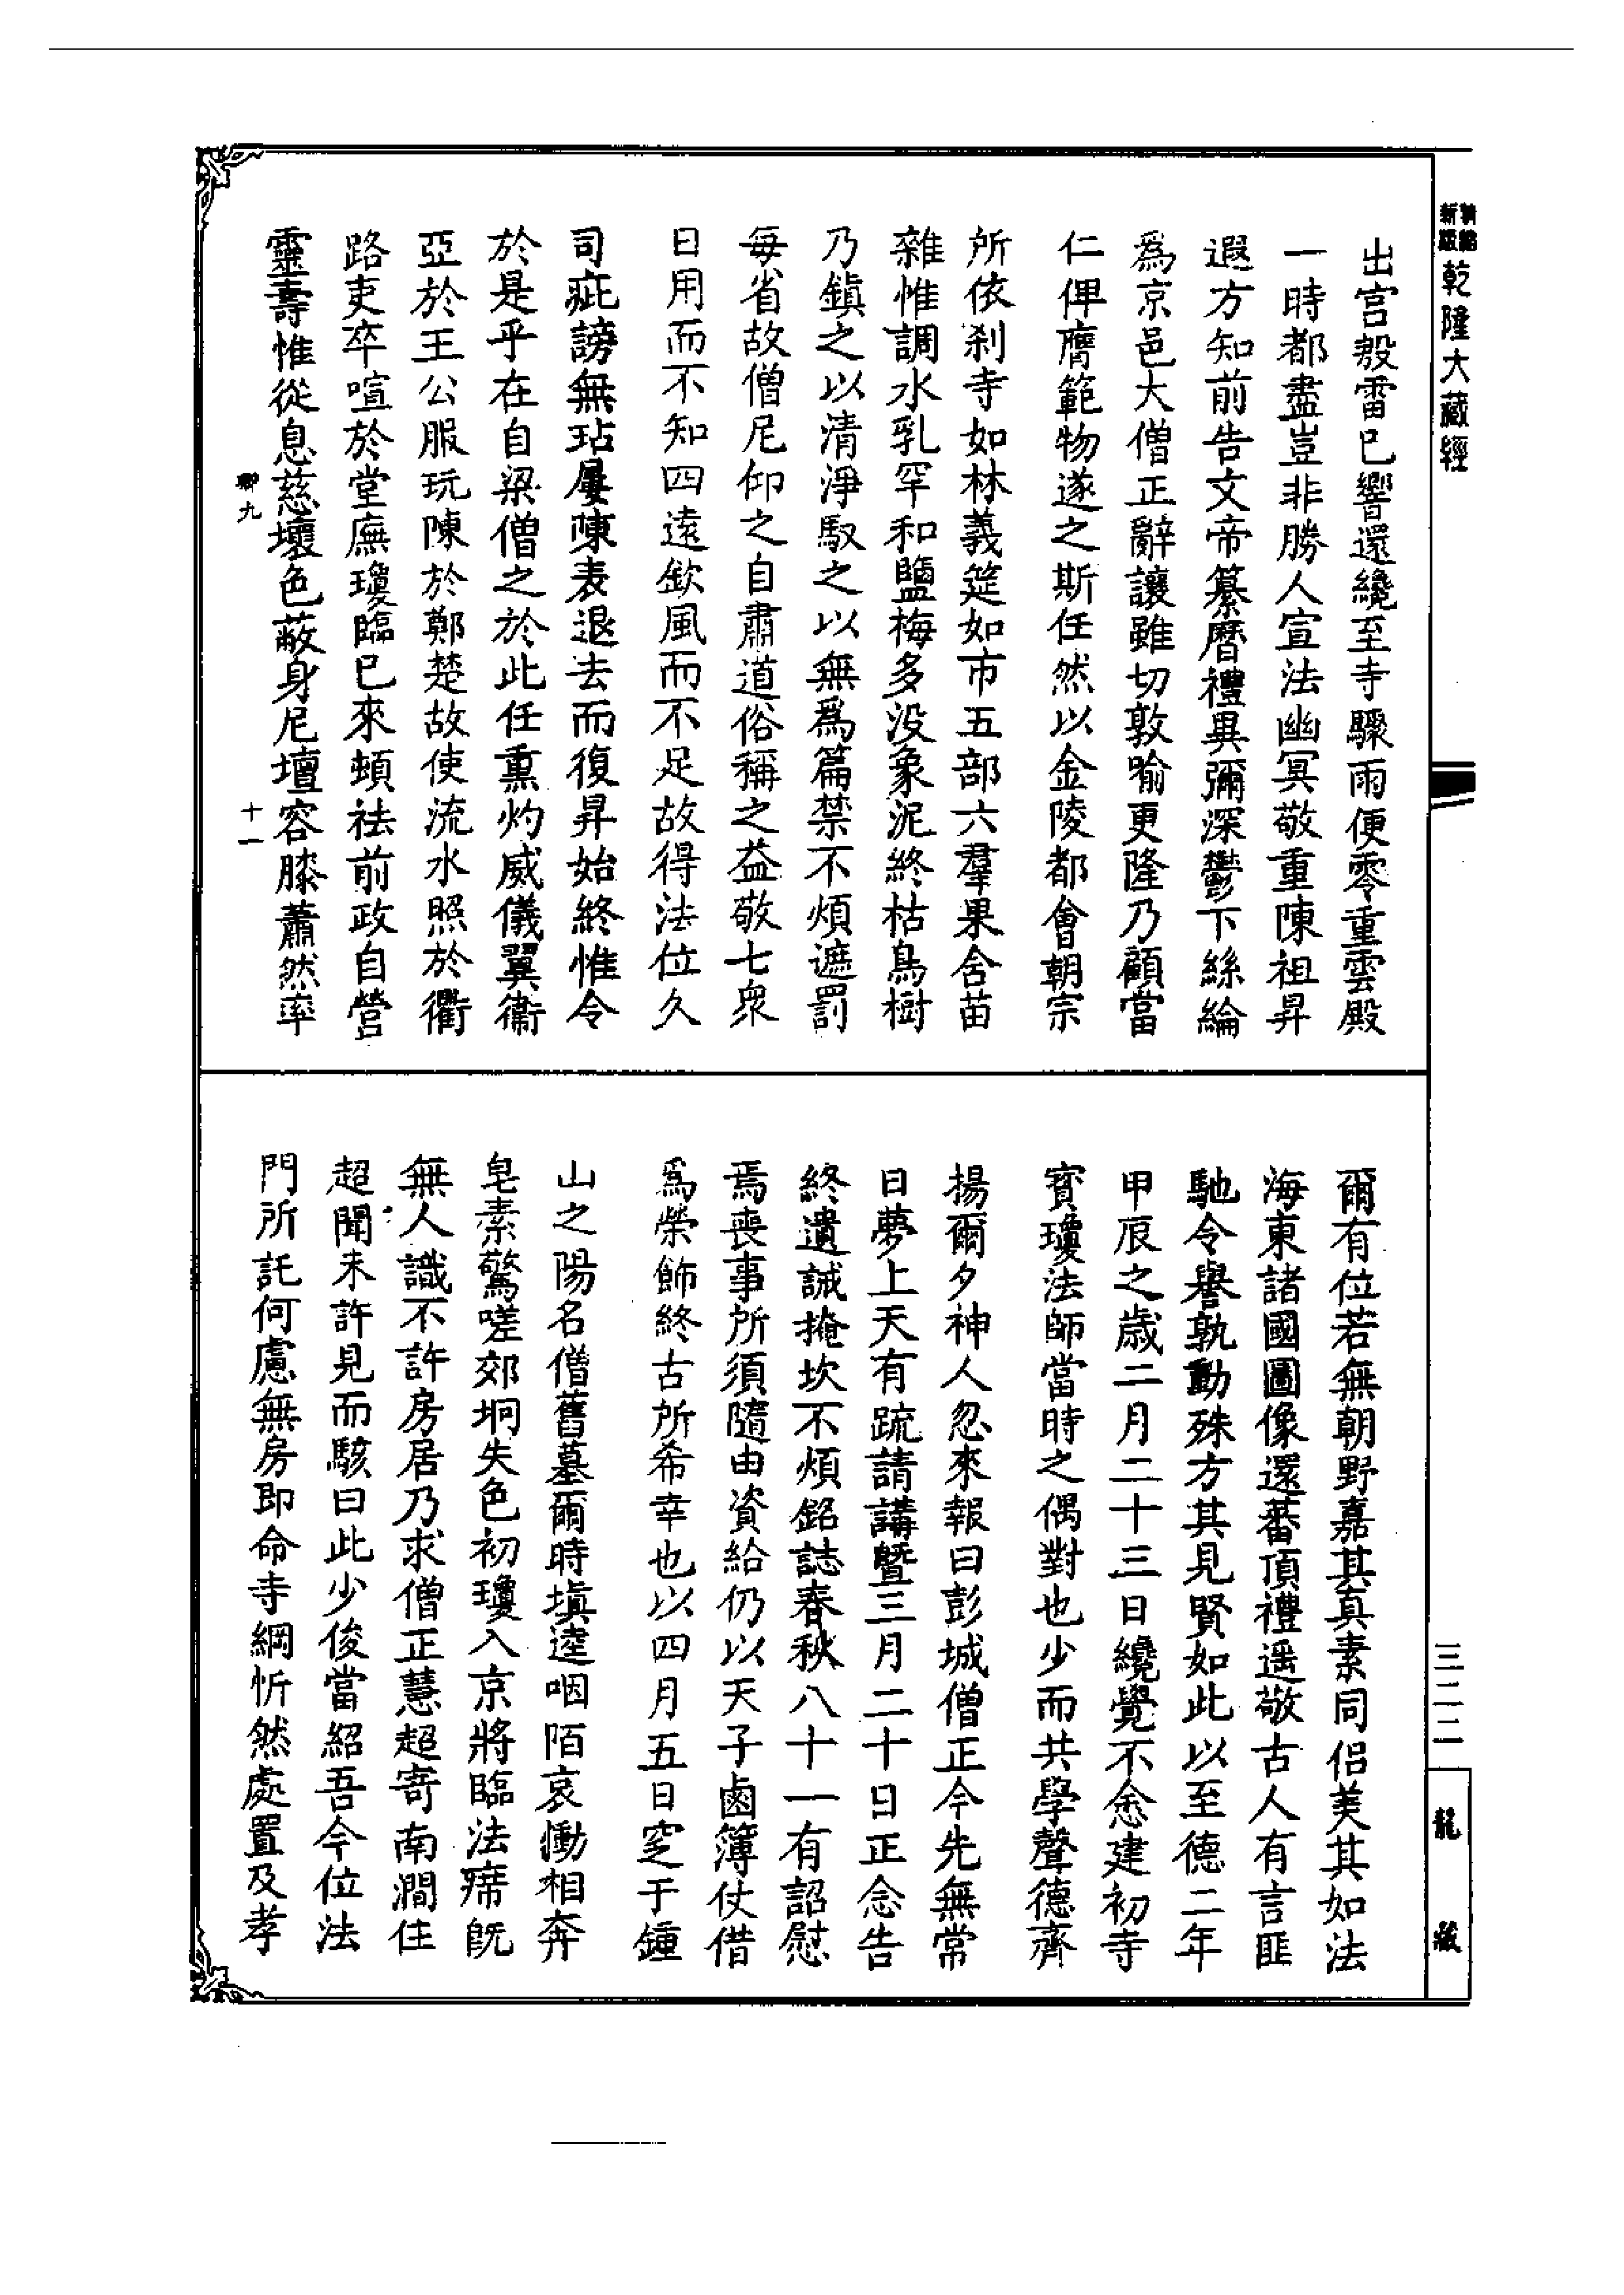 乾隆大藏經
出宫殼雷已響還纔至寺驟雨便零重雲殿
一時都盡豈非勝人宣法幽冥敬重陳祖昇
遐方知前告文帝纂曆禮異彌深鬱下絲綸
爲京邑大僧正辭讓雖切敦喻更隆乃顧當
仁俾膺範物遂之斯任然以金陵都會朝宗
所依刹寺如林義筵如市五部六羣果含苗
雜惟調水乳罕和鹽梅多没象泥終枯鳥樹
乃鎮之以清淨馭之以無爲篇禁不煩遮罰
每省故僧尼仰之自肅道俗稱之益敬七衆
日用而不知四遠欽風而不足故得法位久
司疵謗無玷屢陳表退去而復昇始終惟令
於是乎在自梁僧之於此任熏灼威儀翼衞
亞於王公服玩陳於鄭楚故使流水照於衢
路吏卒喧於堂廡瓊臨已來頓祛前政自營
靈壽惟從息慈壞色蔽身尼壇容膝蕭然率
卿九
十一
爾有位若無朝野嘉其真素同侣美其如法
海東諸國圖像還蕃頂禮遥敬古人有言匪
馳令譽孰動殊方其見賢如此以至德二年
甲辰之歲二月二十三日纔覺不悆建初寺
寶瓊法師當時之偶對也少而共學聲德齊
揚爾夕神人忽來報曰彭城僧正今先無常
日夢上天有疏請講暨三月二十日正念告
終遺誡掩坎不煩銘誌春秋八十一有詔慰
焉喪事所須隨由資給仍以天子鹵簿仗借
爲榮飾終古所希幸也以四月五日窆于鍾
山之陽名僧舊墓爾時填逵咽陌哀慟相奔
皂素驚嗟郊坰失色初瓊入京將臨法席旣
無人識不許房居乃求僧正慧超寄南澗住
超聞未許見而駭曰此少俊當紹吾今位法
門所託何慮無房即命寺綱忻然處置及孝
三二二
龍藏